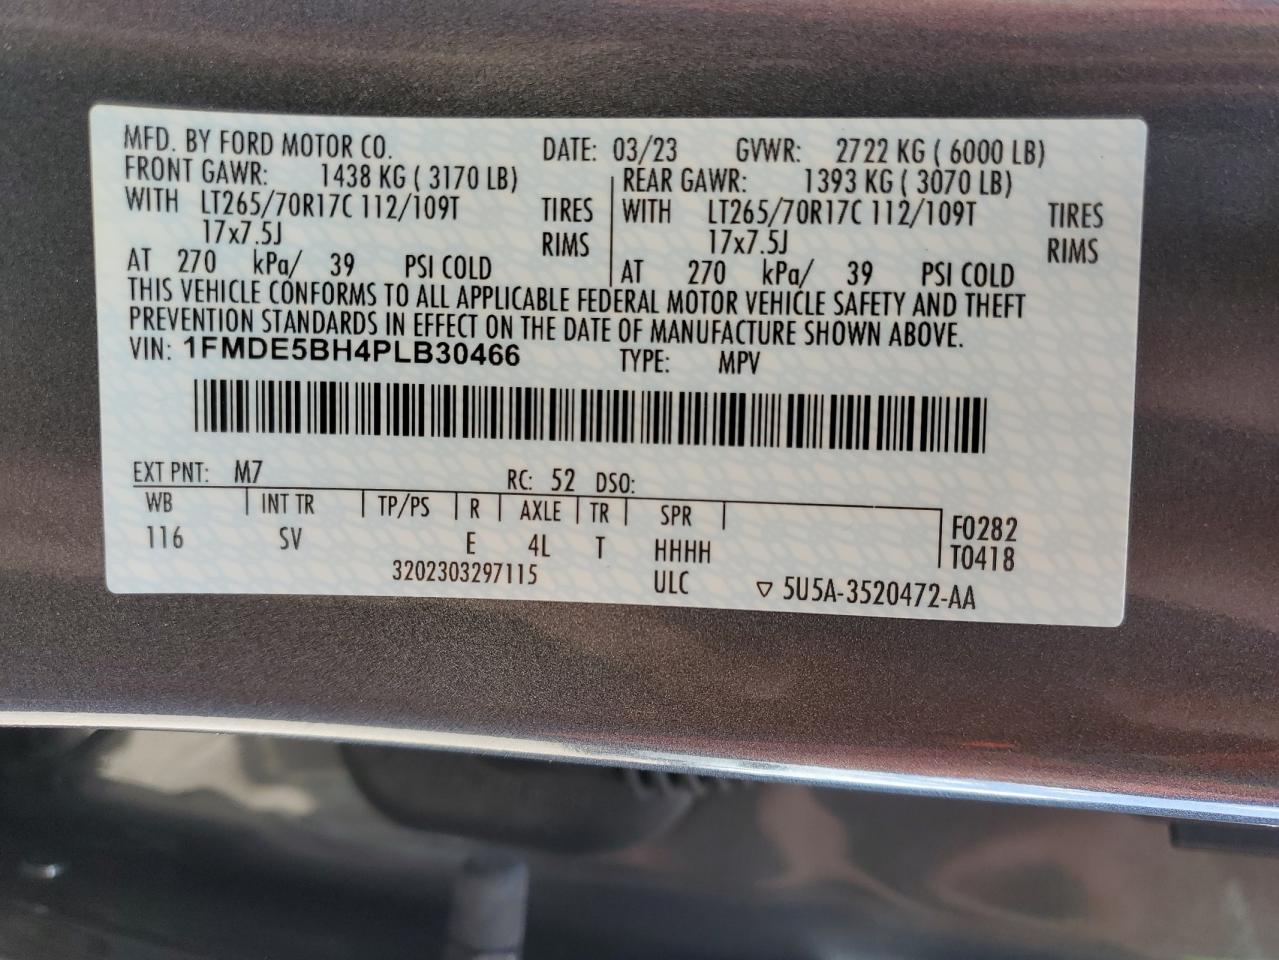 MFD. BY FORD MOTOR CO. DATE: 03/23 GVWR: 2722 KG ( 6000 LB)
FRONT GAWR: 1438 KG ( 3170 LB) REAR GAWR: 1393 KG ( 3070 LB)
WITH LT265/70R17C 112/109T TIRES WITH LT265/70R17C 112/109T TIRES
17x7.5J RIMS 17x7.5J RIMS
AT 270 kPa/ 39 PSI COLD AT 270 kPa/ 39 PSI COLD
THIS VEHICLE CONFORMS TO ALL APPLICABLE FEDERAL MOTOR VEHICLE SAFETY AND THEFT
PREVENTION STANDARDS IN EFFECT ON THE DATE OF MANUFACTURE SHOWN ABOVE.
VIN: 1FMDE5BH4PLB30466 TYPE: MPV
EXT PNT: M7 RC: 52 DSO:
WB INT TR TP/PS R AXLE TR SPR F0282
116 SV E 4L T HHHH T0418
3202303297115 ULC ▽ 5U5A-3520472-AA